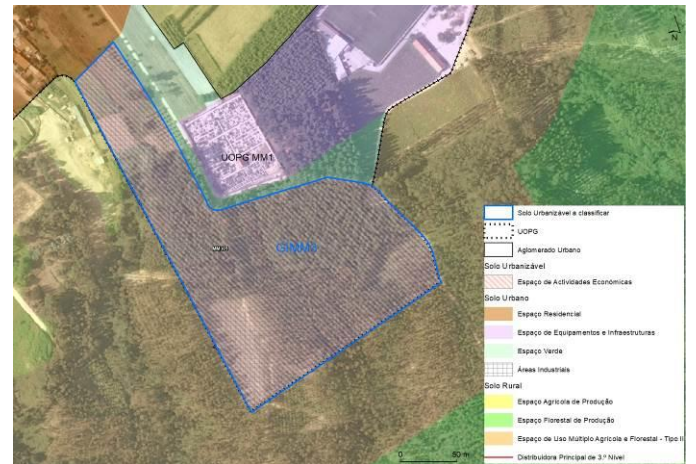 N
UOPG MM1
Solo Urbanizável a classificar
UOPG
Aglomerado Urbano
Solo Urbanizável
Espaço de Actividades Económicas
Solo Urbano
Espaço Residencial
Espaço de Equipamentos e Infraestruturas
Espaço Verde
Áreas Industriais
Solo Rural
Espaço Agrícola de Produção
Espaço Florestal de Produção
Espaço de Uso Múltiplo Agrícola e Florestal - Tipo II
Distribuidora Principal de 3.º Nível
0 50 m